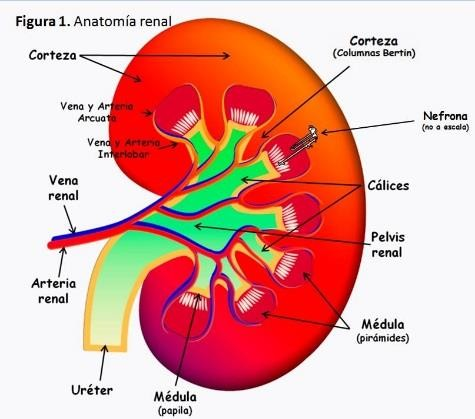 Figura 1. Anatomía renal
Corteza
Corteza
(Columnas Bertin)
Vena y Arteria
Arcuata
Nefrona
(no a escala)
Vena y Arteria
Interlobar
Vena
renal
Cálices
Pelvis
renal
Arteria
renal
Médula
(pirámides)
Uréter
Médula
(papila)